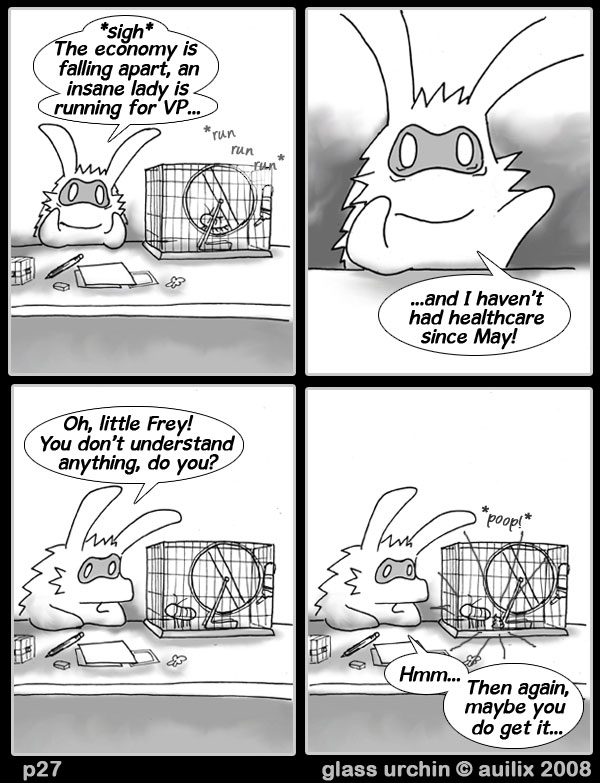 *sigh*
The economy is
falling apart, an
insane lady is
running for VP...
*run
run
run*
...and I haven't
had healthcare
since May!
Oh, little Frey!
You don't understand
anything, do you?
*poop!*
Hmm...
Then again,
maybe you
do get it...
p27
glass urchin © auilix 2008